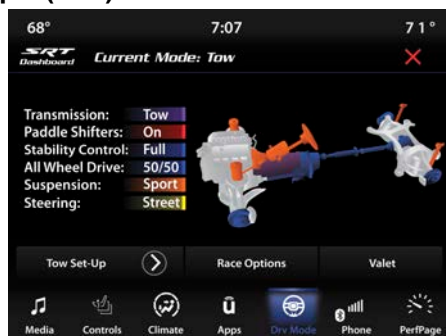 68°
7:07
71°
SRT
Dashboard
Current Mode: Tow
Transmission: Tow
Paddle Shifters: On
Stability Control: Full
All Wheel Drive: 50/50
Suspension: Sport
Steering: Street
Tow Set-Up
Race Options
Valet
Media
Controls
Climate
Apps
Drv Mode
Phone
PerfPage